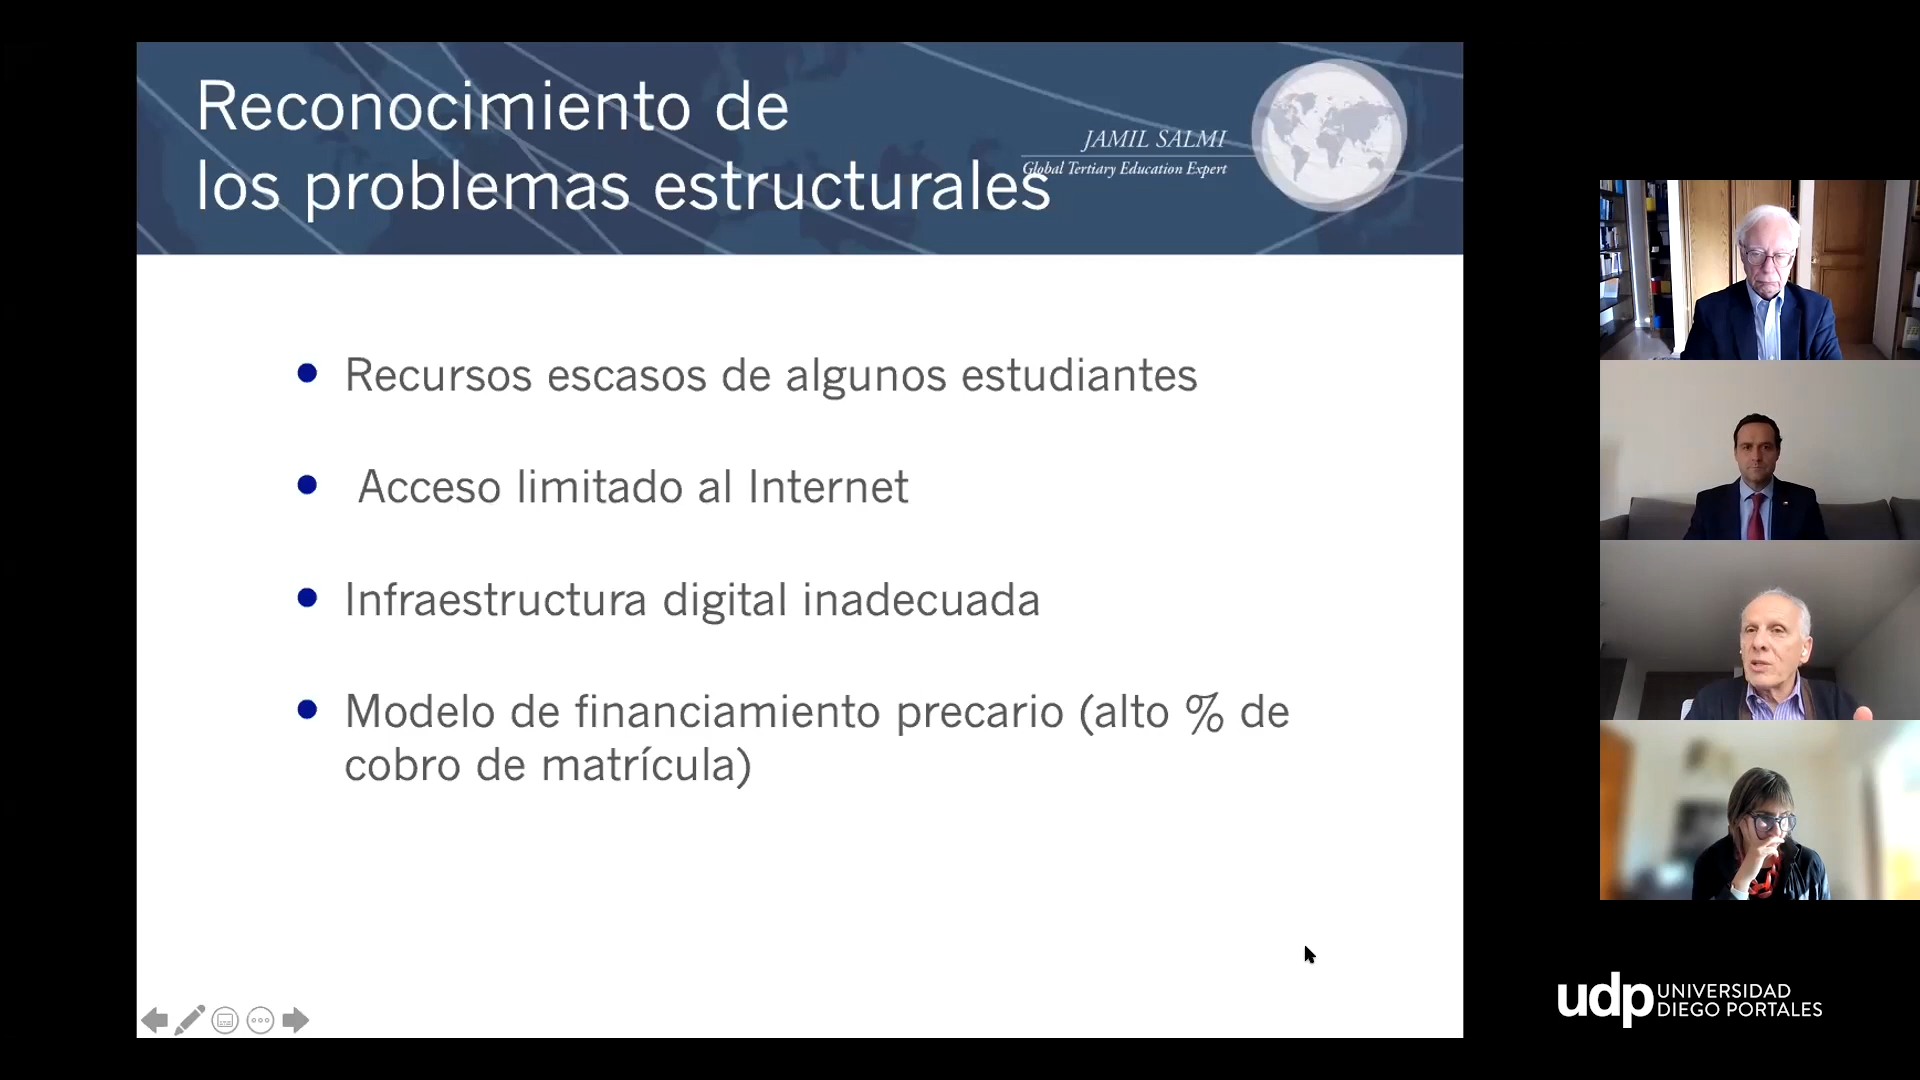 Reconocimiento de
los problemas estructurales
JAMIL SALMI
Global Tertiary Education Expert
Recursos escasos de algunos estudiantes
Acceso limitado al Internet
Infraestructura digital inadecuada
Modelo de financiamiento precario (alto % de
cobro de matrícula)
udp UNIVERSIDAD
DIEGO PORTALES